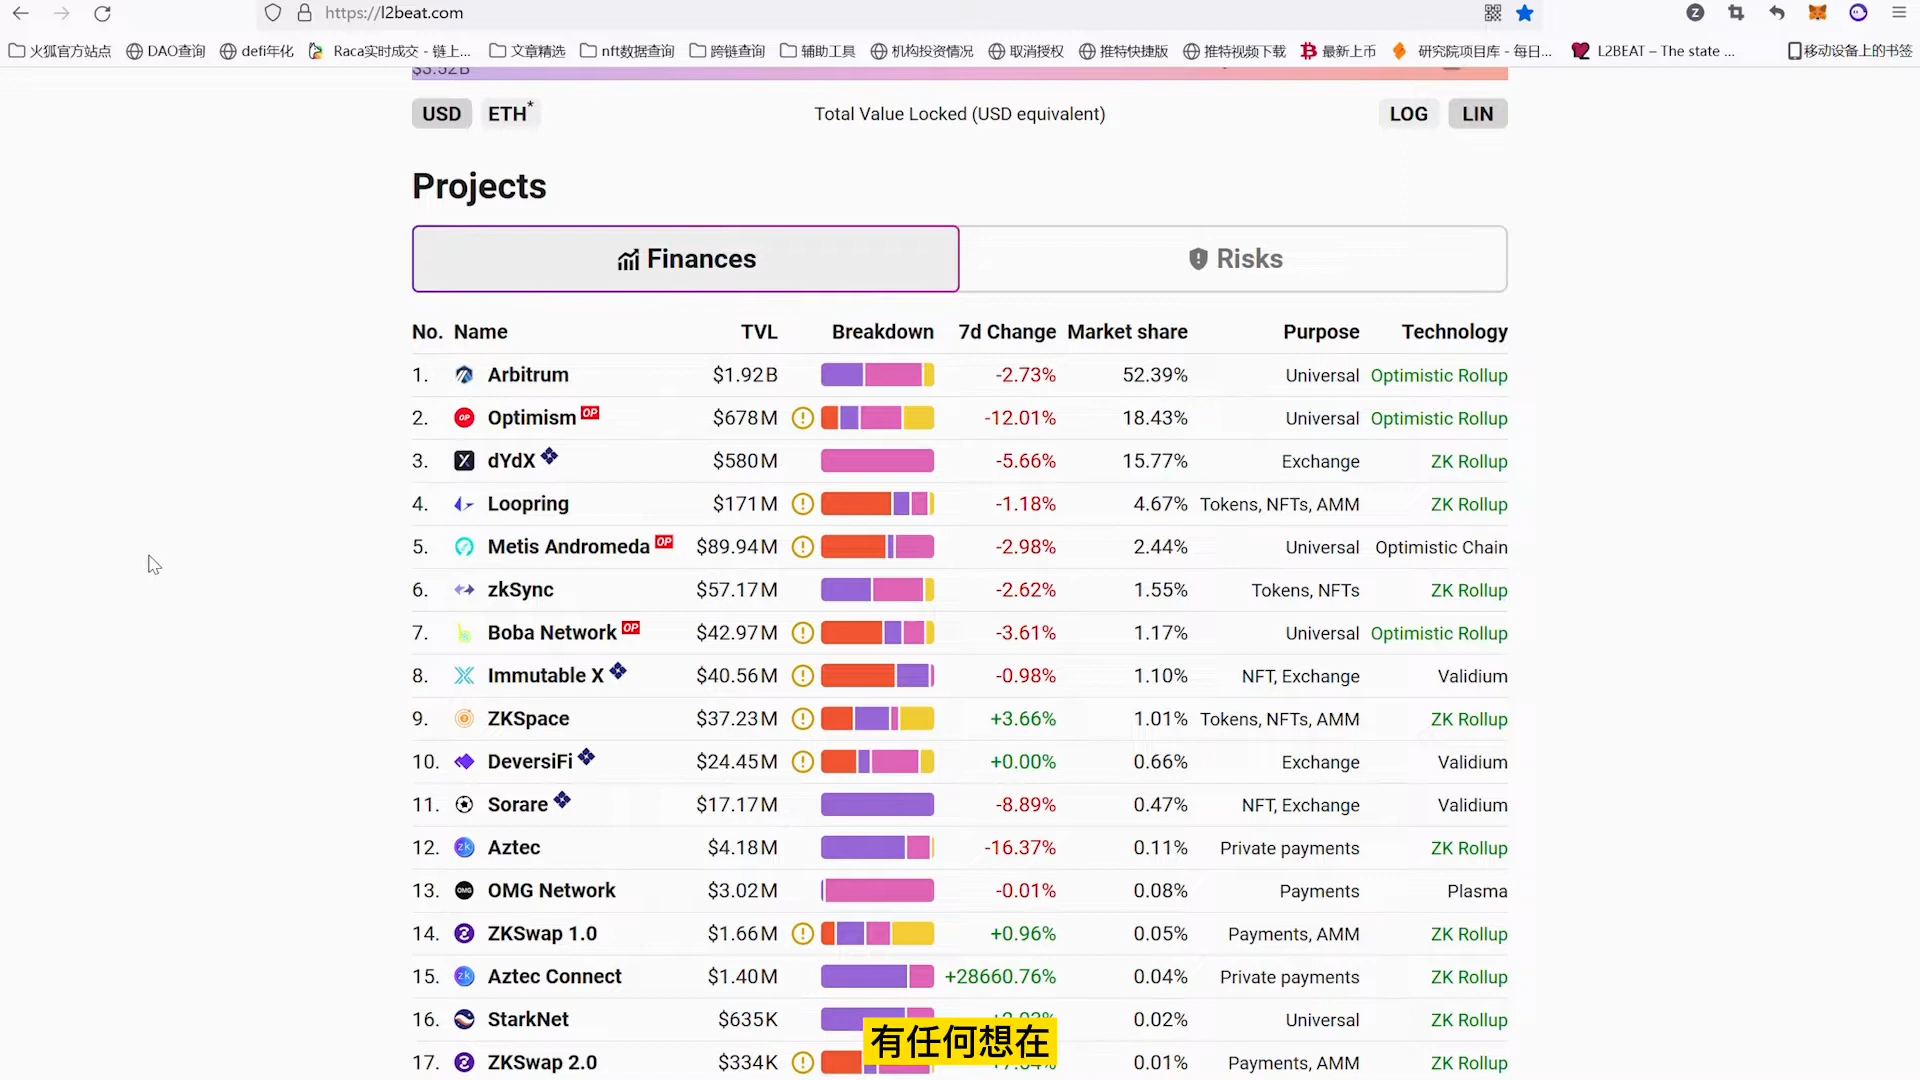 https://l2beat.com
火狐官方站点 DAO查询 defi年化 Raca实时成交 - 链上... 文章精选 nft数据查询 跨链查询 辅助工具 机构投资情况 取消授权 推特快捷版 推特视频下载 最新上币 研究院项目库 - 每日... L2BEAT – The state ... 移动设备上的书签
$3.52B
USD ETH* Total Value Locked (USD equivalent) LOG LIN
Projects
Finances Risks
No. Name TVL Breakdown 7d Change Market share Purpose Technology
1. Arbitrum $1.92B -2.73% 52.39% Universal Optimistic Rollup
2. Optimism OP $678M -12.01% 18.43% Universal Optimistic Rollup
3. dYdX $580M -5.66% 15.77% Exchange ZK Rollup
4. Loopring $171M -1.18% 4.67% Tokens, NFTs, AMM ZK Rollup
5. Metis Andromeda OP $89.94M -2.98% 2.44% Universal Optimistic Chain
6. zkSync $57.17M -2.62% 1.55% Tokens, NFTs ZK Rollup
7. Boba Network OP $42.97M -3.61% 1.17% Universal Optimistic Rollup
8. Immutable X $40.56M -0.98% 1.10% NFT, Exchange Validium
9. ZKSpace $37.23M +3.66% 1.01% Tokens, NFTs, AMM ZK Rollup
10. DeversiFi $24.45M +0.00% 0.66% Exchange Validium
11. Sorare $17.17M -8.89% 0.47% NFT, Exchange Validium
12. Aztec $4.18M -16.37% 0.11% Private payments ZK Rollup
13. OMG Network $3.02M -0.01% 0.08% Payments Plasma
14. ZKSwap 1.0 $1.66M +0.96% 0.05% Payments, AMM ZK Rollup
15. Aztec Connect $1.40M +28660.76% 0.04% Private payments ZK Rollup
16. StarkNet $635K 0.02% Universal ZK Rollup
17. ZKSwap 2.0 $334K 0.01% Payments, AMM ZK Rollup
有任何想在